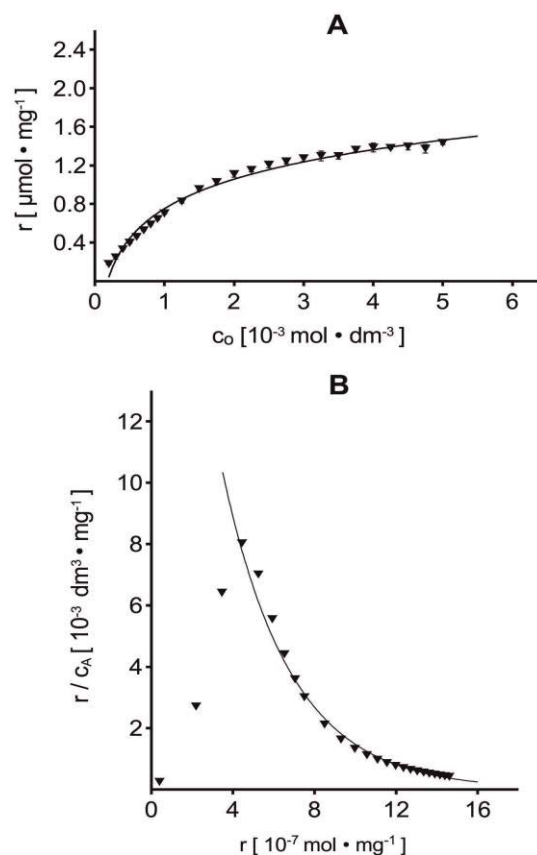 A
2.4
2.0
1.6
1.2
0.8
0.4
r [ µmol • mg⁻¹ ]
0 1 2 3 4 5 6
c₀ [10⁻³ mol • dm⁻³ ]
B
12
10
8
6
4
2
r / c_A [ 10⁻³ dm³ • mg⁻¹ ]
0 4 8 12 16
r [ 10⁻⁷ mol • mg⁻¹ ]